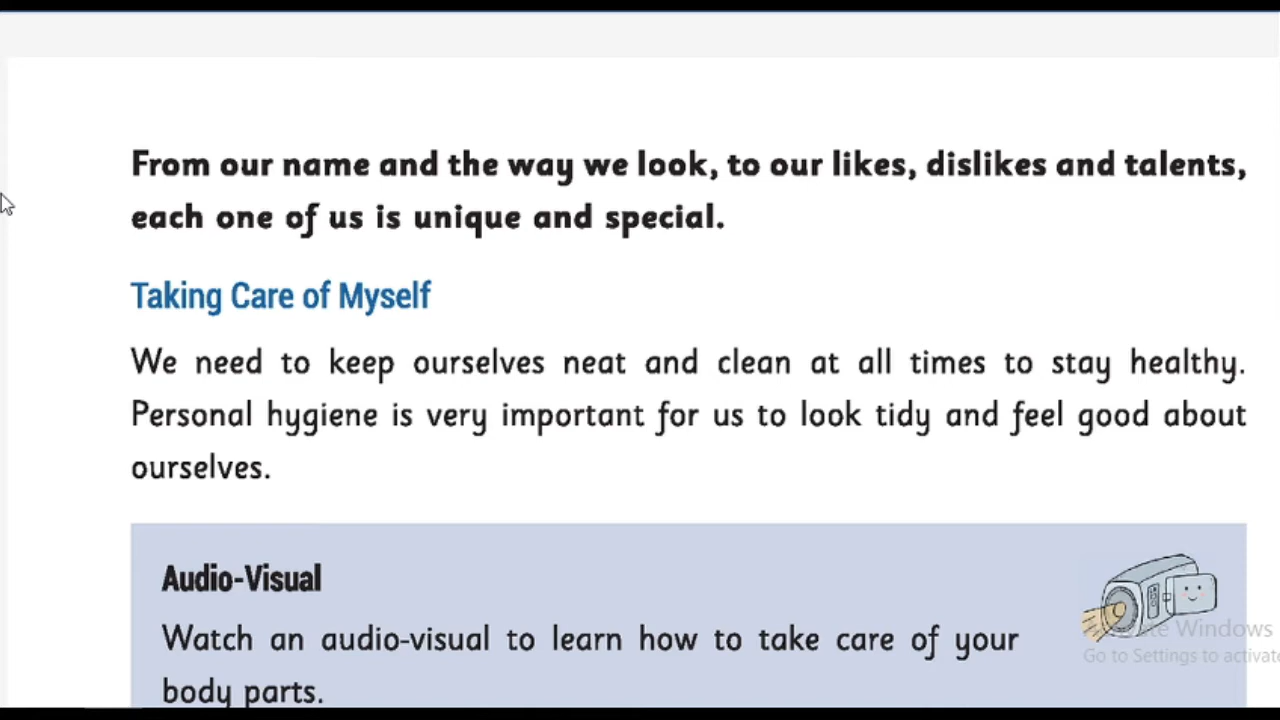 From our name and the way we look, to our likes, dislikes and talents,
each one of us is unique and special.
Taking Care of Myself
We need to keep ourselves neat and clean at all times to stay healthy.
Personal hygiene is very important for us to look tidy and feel good about
ourselves.
Audio-Visual
Watch an audio-visual to learn how to take care of your
body parts.
Windows
Go to Settings to activate